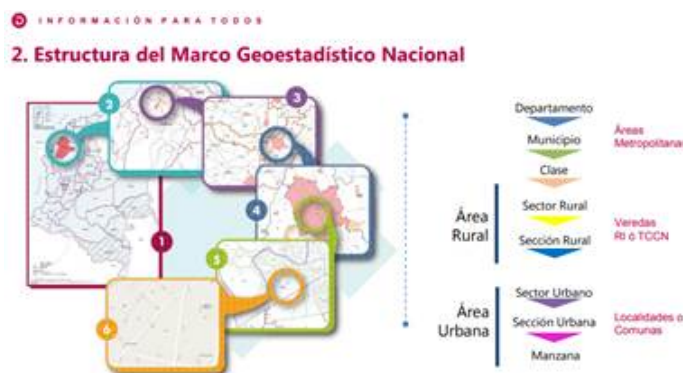 INFORMACIÓN PARA TODOS
2. Estructura del Marco Geoestadístico Nacional
1
2
3
4
5
6
Departamento
Municipio
Clase
Áreas
Metropolitanas
Área
Rural
Sector Rural
Sección Rural
Veredas
RI ó TCCN
Área
Urbana
Sector Urbano
Sección Urbana
Manzana
Localidades o
Comunas